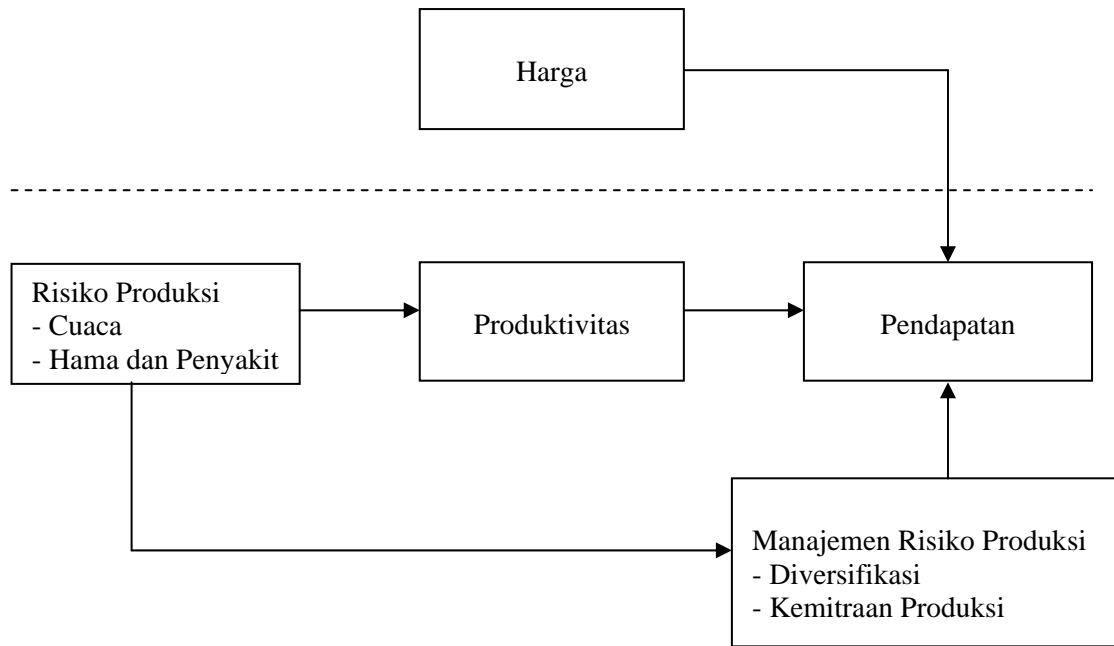 Harga
Risiko Produksi
- Cuaca
- Hama dan Penyakit
Produktivitas
Pendapatan
Manajemen Risiko Produksi
- Diversifikasi
- Kemitraan Produksi